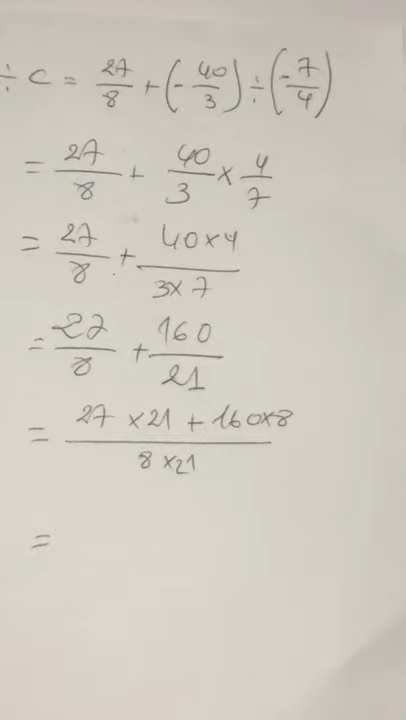 ÷ c = 27/8 + (- 40/3) ÷ (- 7/4)
= 27/8 + 40/3 × 4/7
= 27/8 + 40×4/3×7
= 27/8 + 160/21
= 27 ×21 + 160×8/8 ×21
=